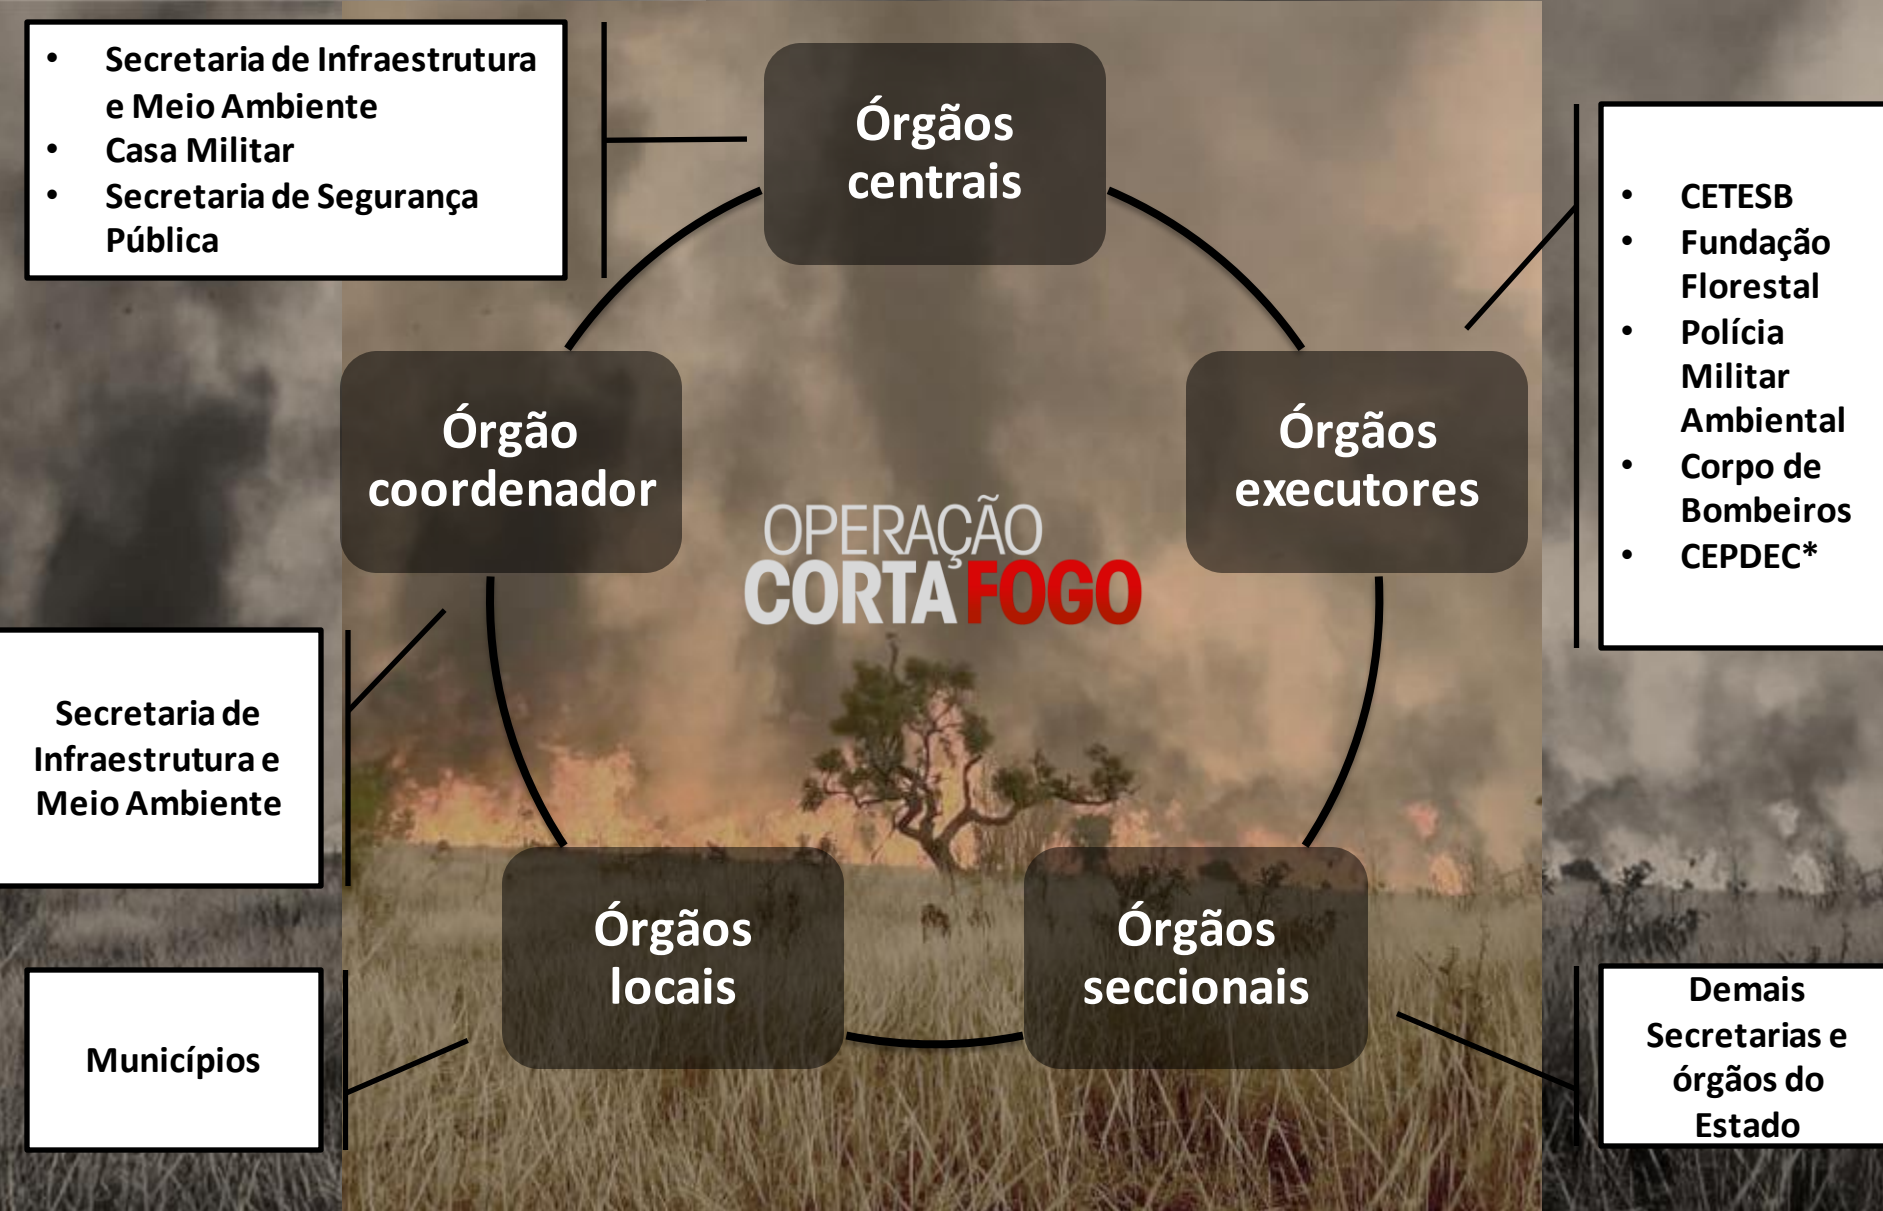 • Secretaria de Infraestrutura
e Meio Ambiente
• Casa Militar
• Secretaria de Segurança
Pública
Órgãos
centrais
• CETESB
• Fundação
Florestal
• Polícia
Militar
Ambiental
• Corpo de
Bombeiros
• CEPDEC*
Órgão
coordenador
Órgãos
executores
OPERAÇÃO
CORTA FOGO
Secretaria de
Infraestrutura e
Meio Ambiente
Órgãos
locais
Órgãos
seccionais
Municípios
Demais
Secretarias e
órgãos do
Estado